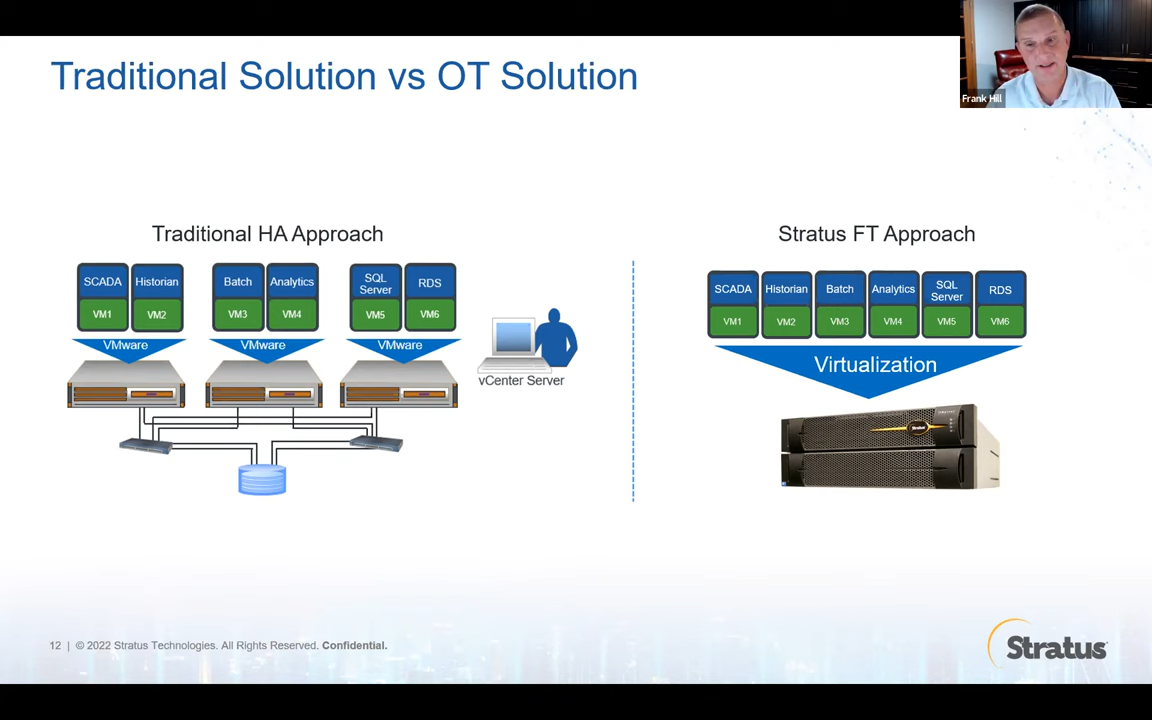 Traditional Solution vs OT Solution
Frank Hill
Traditional HA Approach
SCADA
Historian
Batch
Analytics
SQL
Server
RDS
VM1
VM2
VM3
VM4
VM5
VM6
VMware
VMware
VMware
vCenter Server
Stratus FT Approach
SCADA
Historian
Batch
Analytics
SQL
Server
RDS
VM1
VM2
VM3
VM4
VM5
VM6
Virtualization
Stratus
12 | © 2022 Stratus Technologies. All Rights Reserved. Confidential.
Stratus